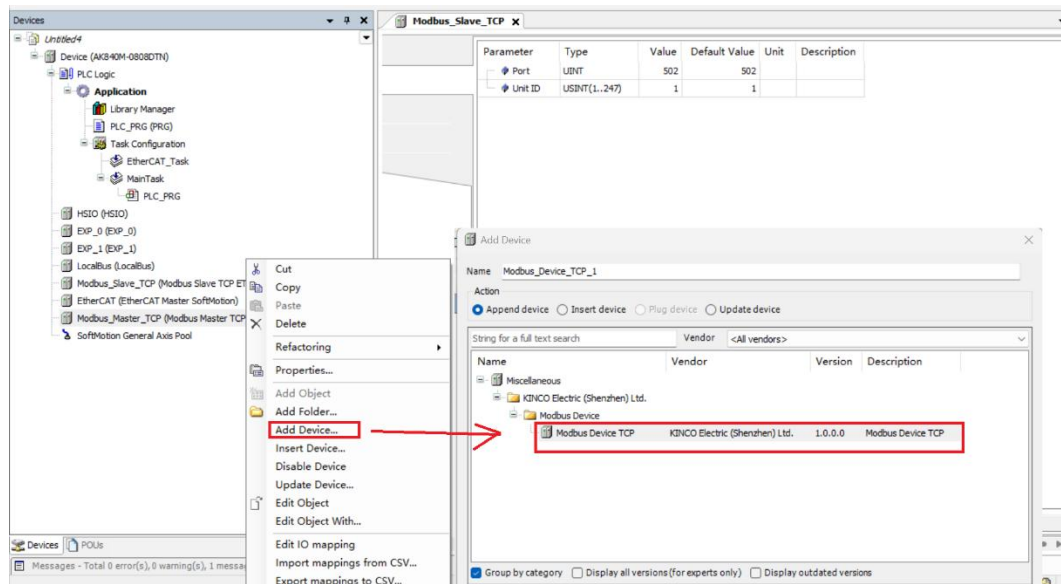 Devices
Untitled4
Device (AK840M-0808DTN)
PLC Logic
Application
Library Manager
PLC_PRG (PRG)
Task Configuration
EtherCAT_Task
MainTask
PLC_PRG
HSIO (HSIO)
EXP_0 (EXP_0)
EXP_1 (EXP_1)
LocalBus (LocalBus)
Modbus_Slave_TCP (Modbus Slave TCP ET
EtherCAT (EtherCAT Master SoftMotion)
Modbus_Master_TCP (Modbus Master TCP
SoftMotion General Axis Pool
Devices POUs
Messages - Total 0 error(s), 0 warning(s), 1 messa
Cut
Copy
Paste
Delete
Refactoring
Properties...
Add Object
Add Folder...
Add Device...
Insert Device...
Disable Device
Update Device...
Edit Object
Edit Object With...
Edit IO mapping
Import mappings from CSV...
Export mappings to CSV...
Modbus_Slave_TCP
Parameter Type Value Default Value Unit Description
Port UINT 502 502
Unit ID USINT(1..247) 1 1
Add Device
Name Modbus_Device_TCP_1
Action
Append device Insert device Plug device Update device
String for a full text search Vendor <All vendors>
Name Vendor Version Description
Miscellaneous
KINCO Electric (Shenzhen) Ltd.
Modbus Device
Modbus Device TCP KINCO Electric (Shenzhen) Ltd. 1.0.0.0 Modbus Device TCP
Group by category Display all versions (for experts only) Display outdated versions